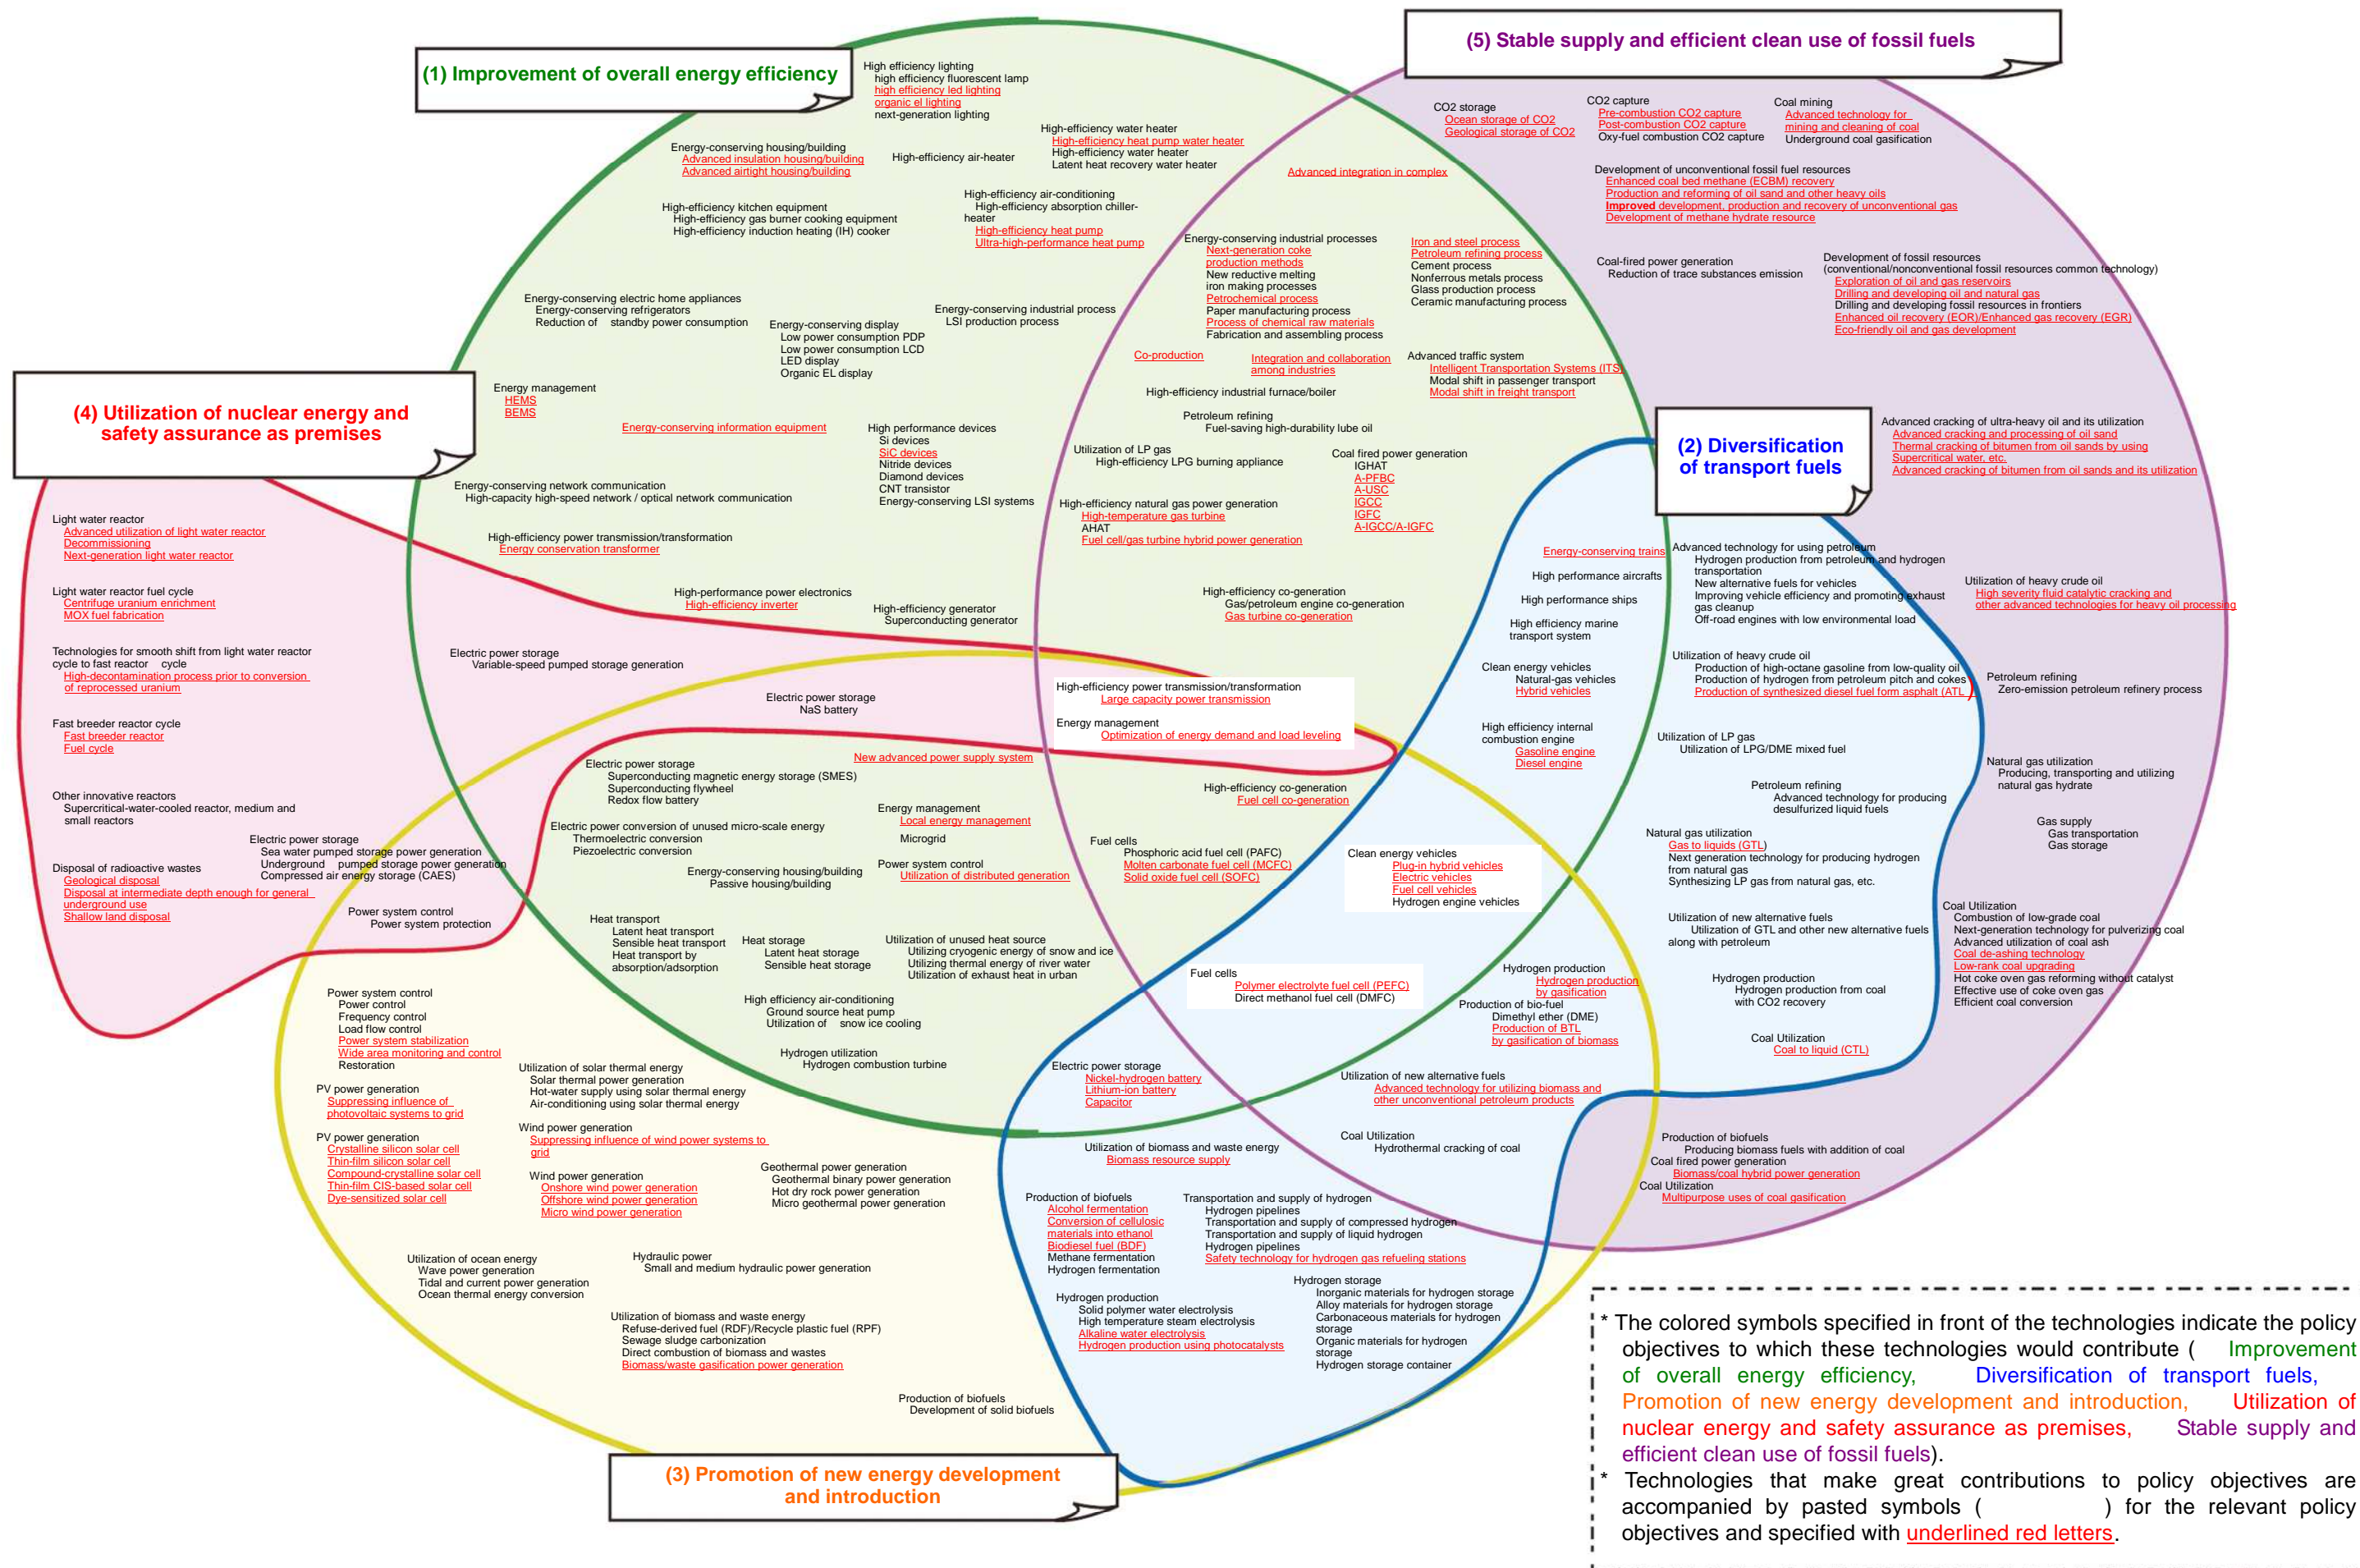 (1) Improvement of overall energy efficiency
(5) Stable supply and efficient clean use of fossil fuels
(4) Utilization of nuclear energy and
safety assurance as premises
(2) Diversification
of transport fuels
(3) Promotion of new energy development
and introduction
High efficiency lighting
high efficiency fluorescent lamp
high efficiency led lighting
organic el lighting
next-generation lighting
Energy-conserving housing/building
Advanced insulation housing/building
Advanced airtight housing/building
High-efficiency air-heater
High-efficiency water heater
High-efficiency heat pump water heater
High-efficiency water heater
Latent heat recovery water heater
High-efficiency kitchen equipment
High-efficiency gas burner cooking equipment
High-efficiency induction heating (IH) cooker
High-efficiency air-conditioning
High-efficiency absorption chiller-
heater
High-efficiency heat pump
Ultra-high-performance heat pump
Energy-conserving electric home appliances
Energy-conserving refrigerators
Reduction of standby power consumption
Energy-conserving display
Low power consumption PDP
Low power consumption LCD
LED display
Organic EL display
Energy-conserving industrial process
LSI production process
Energy management
HEMS
BEMS
Energy-conserving information equipment
High performance devices
Si devices
SiC devices
Nitride devices
Diamond devices
CNT transistor
Energy-conserving LSI systems
Energy-conserving network communication
High-capacity high-speed network / optical network communication
High-efficiency power transmission/transformation
Energy conservation transformer
High-performance power electronics
High-efficiency inverter
High-efficiency generator
Superconducting generator
Advanced integration in complex
Energy-conserving industrial processes
Next-generation coke
production methods
New reductive melting
iron making processes
Petrochemical process
Paper manufacturing process
Process of chemical raw materials
Fabrication and assembling process
Iron and steel process
Petroleum refining process
Cement process
Nonferrous metals process
Glass production process
Ceramic manufacturing process
Co-production
Integration and collaboration
among industries
Advanced traffic system
Intelligent Transportation Systems (ITS)
Modal shift in passenger transport
Modal shift in freight transport
High-efficiency industrial furnace/boiler
Petroleum refining
Fuel-saving high-durability lube oil
Utilization of LP gas
High-efficiency LPG burning appliance
Coal fired power generation
IGHAT
A-PFBC
A-USC
IGCC
IGFC
A-IGCC/A-IGFC
High-efficiency natural gas power generation
High-temperature gas turbine
AHAT
Fuel cell/gas turbine hybrid power generation
High-efficiency co-generation
Gas/petroleum engine co-generation
Gas turbine co-generation
CO2 storage
Ocean storage of CO2
Geological storage of CO2
CO2 capture
Pre-combustion CO2 capture
Post-combustion CO2 capture
Oxy-fuel combustion CO2 capture
Coal mining
Advanced technology for
mining and cleaning of coal
Underground coal gasification
Development of unconventional fossil fuel resources
Enhanced coal bed methane (ECBM) recovery
Production and reforming of oil sand and other heavy oils
Improved development, production and recovery of unconventional gas
Development of methane hydrate resource
Coal-fired power generation
Reduction of trace substances emission
Development of fossil resources
(conventional/nonconventional fossil resources common technology)
Exploration of oil and gas reservoirs
Drilling and developing oil and natural gas
Drilling and developing fossil resources in frontiers
Enhanced oil recovery (EOR)/Enhanced gas recovery (EGR)
Eco-friendly oil and gas development
Advanced cracking of ultra-heavy oil and its utilization
Advanced cracking and processing of oil sand
Thermal cracking of bitumen from oil sands by using
Supercritical water, etc.
Advanced cracking of bitumen from oil sands and its utilization
Utilization of heavy crude oil
High severity fluid catalytic cracking and
other advanced technologies for heavy oil processing
Petroleum refining
Zero-emission petroleum refinery process
Natural gas utilization
Producing, transporting and utilizing
natural gas hydrate
Gas supply
Gas transportation
Gas storage
Coal Utilization
Combustion of low-grade coal
Next-generation technology for pulverizing coal
Advanced utilization of coal ash
Coal de-ashing technology
Low-rank coal upgrading
Hot coke oven gas reforming without catalyst
Effective use of coke oven gas
Efficient coal conversion
Energy-conserving trains
High performance aircrafts
High performance ships
High efficiency marine
transport system
Clean energy vehicles
Natural-gas vehicles
Hybrid vehicles
High efficiency internal
combustion engine
Gasoline engine
Diesel engine
Advanced technology for using petroleum
Hydrogen production from petroleum and hydrogen
transportation
New alternative fuels for vehicles
Improving vehicle efficiency and promoting exhaust
gas cleanup
Off-road engines with low environmental load
Utilization of heavy crude oil
Production of high-octane gasoline from low-quality oil
Production of hydrogen from petroleum pitch and cokes
Production of synthesized diesel fuel form asphalt (ATL )
Utilization of LP gas
Utilization of LPG/DME mixed fuel
Petroleum refining
Advanced technology for producing
desulfurized liquid fuels
Natural gas utilization
Gas to liquids (GTL)
Next generation technology for producing hydrogen
from natural gas
Synthesizing LP gas from natural gas, etc.
Utilization of new alternative fuels
Utilization of GTL and other new alternative fuels
along with petroleum
Hydrogen production
Hydrogen production from coal
with CO2 recovery
Coal Utilization
Coal to liquid (CTL)
Light water reactor
Advanced utilization of light water reactor
Decommissioning
Next-generation light water reactor
Light water reactor fuel cycle
Centrifuge uranium enrichment
MOX fuel fabrication
Technologies for smooth shift from light water reactor
cycle to fast reactor cycle
High-decontamination process prior to conversion
of reprocessed uranium
Fast breeder reactor cycle
Fast breeder reactor
Fuel cycle
Other innovative reactors
Supercritical-water-cooled reactor, medium and
small reactors
Disposal of radioactive wastes
Geological disposal
Disposal at intermediate depth enough for general
underground use
Shallow land disposal
Electric power storage
Sea water pumped storage power generation
Underground pumped storage power generation
Compressed air energy storage (CAES)
Power system control
Power system protection
Electric power storage
Variable-speed pumped storage generation
Electric power storage
NaS battery
High-efficiency power transmission/transformation
Large capacity power transmission
Energy management
Optimization of energy demand and load leveling
New advanced power supply system
Electric power storage
Superconducting magnetic energy storage (SMES)
Superconducting flywheel
Redox flow battery
Energy management
Local energy management
Microgrid
Electric power conversion of unused micro-scale energy
Thermoelectric conversion
Piezoelectric conversion
Power system control
Utilization of distributed generation
Energy-conserving housing/building
Passive housing/building
Heat transport
Latent heat transport
Sensible heat transport
Heat transport by
absorption/adsorption
Heat storage
Latent heat storage
Sensible heat storage
Utilization of unused heat source
Utilizing cryogenic energy of snow and ice
Utilizing thermal energy of river water
Utilization of exhaust heat in urban
High efficiency air-conditioning
Ground source heat pump
Utilization of snow ice cooling
Hydrogen utilization
Hydrogen combustion turbine
High-efficiency co-generation
Fuel cell co-generation
Fuel cells
Phosphoric acid fuel cell (PAFC)
Molten carbonate fuel cell (MCFC)
Solid oxide fuel cell (SOFC)
Clean energy vehicles
Plug-in hybrid vehicles
Electric vehicles
Fuel cell vehicles
Hydrogen engine vehicles
Fuel cells
Polymer electrolyte fuel cell (PEFC)
Direct methanol fuel cell (DMFC)
Hydrogen production
Hydrogen production
by gasification
Production of bio-fuel
Dimethyl ether (DME)
Production of BTL
by gasification of biomass
Electric power storage
Nickel-hydrogen battery
Lithium-ion battery
Capacitor
Utilization of new alternative fuels
Advanced technology for utilizing biomass and
other unconventional petroleum products
Coal Utilization
Hydrothermal cracking of coal
Production of biofuels
Producing biomass fuels with addition of coal
Coal fired power generation
Biomass/coal hybrid power generation
Coal Utilization
Multipurpose uses of coal gasification
Power system control
Power control
Frequency control
Load flow control
Power system stabilization
Wide area monitoring and control
Restoration
PV power generation
Suppressing influence of
photovoltaic systems to grid
PV power generation
Crystalline silicon solar cell
Thin-film silicon solar cell
Compound-crystalline solar cell
Thin-film CIS-based solar cell
Dye-sensitized solar cell
Utilization of solar thermal energy
Solar thermal power generation
Hot-water supply using solar thermal energy
Air-conditioning using solar thermal energy
Wind power generation
Suppressing influence of wind power systems to
grid
Wind power generation
Onshore wind power generation
Offshore wind power generation
Micro wind power generation
Geothermal power generation
Geothermal binary power generation
Hot dry rock power generation
Micro geothermal power generation
Utilization of ocean energy
Wave power generation
Tidal and current power generation
Ocean thermal energy conversion
Hydraulic power
Small and medium hydraulic power generation
Utilization of biomass and waste energy
Refuse-derived fuel (RDF)/Recycle plastic fuel (RPF)
Sewage sludge carbonization
Direct combustion of biomass and wastes
Biomass/waste gasification power generation
Production of biofuels
Development of solid biofuels
Utilization of biomass and waste energy
Biomass resource supply
Production of biofuels
Alcohol fermentation
Conversion of cellulosic
materials into ethanol
Biodiesel fuel (BDF)
Methane fermentation
Hydrogen fermentation
Transportation and supply of hydrogen
Hydrogen pipelines
Transportation and supply of compressed hydrogen
Transportation and supply of liquid hydrogen
Hydrogen pipelines
Safety technology for hydrogen gas refueling stations
Hydrogen production
Solid polymer water electrolysis
High temperature steam electrolysis
Alkaline water electrolysis
Hydrogen production using photocatalysts
Hydrogen storage
Inorganic materials for hydrogen storage
Alloy materials for hydrogen storage
Carbonaceous materials for hydrogen
storage
Organic materials for hydrogen
storage
Hydrogen storage container
* The colored symbols specified in front of the technologies indicate the policy
objectives to which these technologies would contribute ( Improvement
of overall energy efficiency, Diversification of transport fuels,
Promotion of new energy development and introduction, Utilization of
nuclear energy and safety assurance as premises, Stable supply and
efficient clean use of fossil fuels).
* Technologies that make great contributions to policy objectives are
accompanied by pasted symbols ( ) for the relevant policy
objectives and specified with underlined red letters.